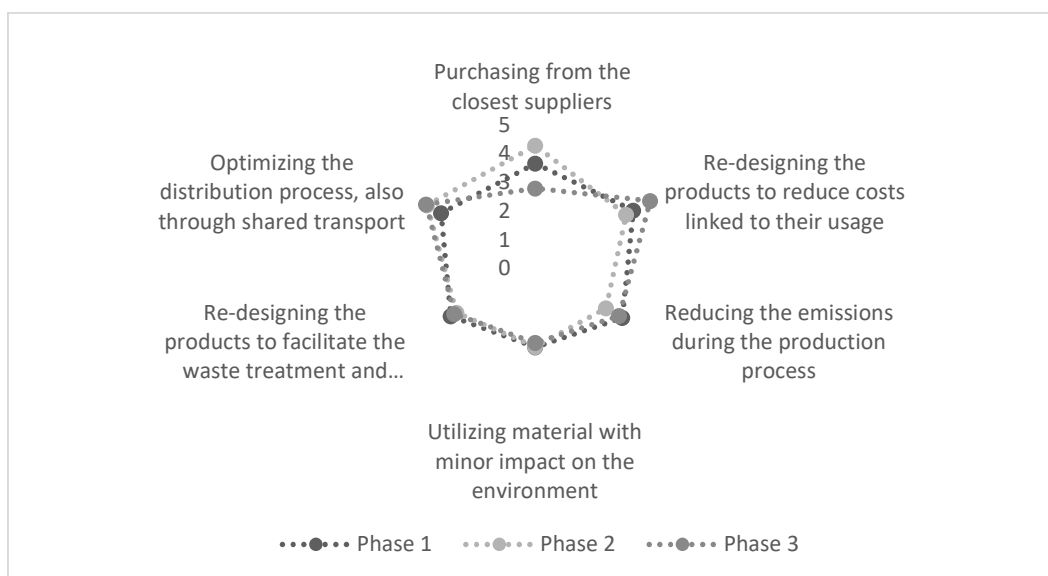 Purchasing from the
closest suppliers
5
4
3
2
1
0
Re-designing the
products to reduce costs
linked to their usage
Reducing the emissions
during the production
process
Utilizing material with
minor impact on the
environment
Re-designing the
products to facilitate the
waste treatment and...
Optimizing the
distribution process, also
through shared transport
Phase 1
Phase 2
Phase 3